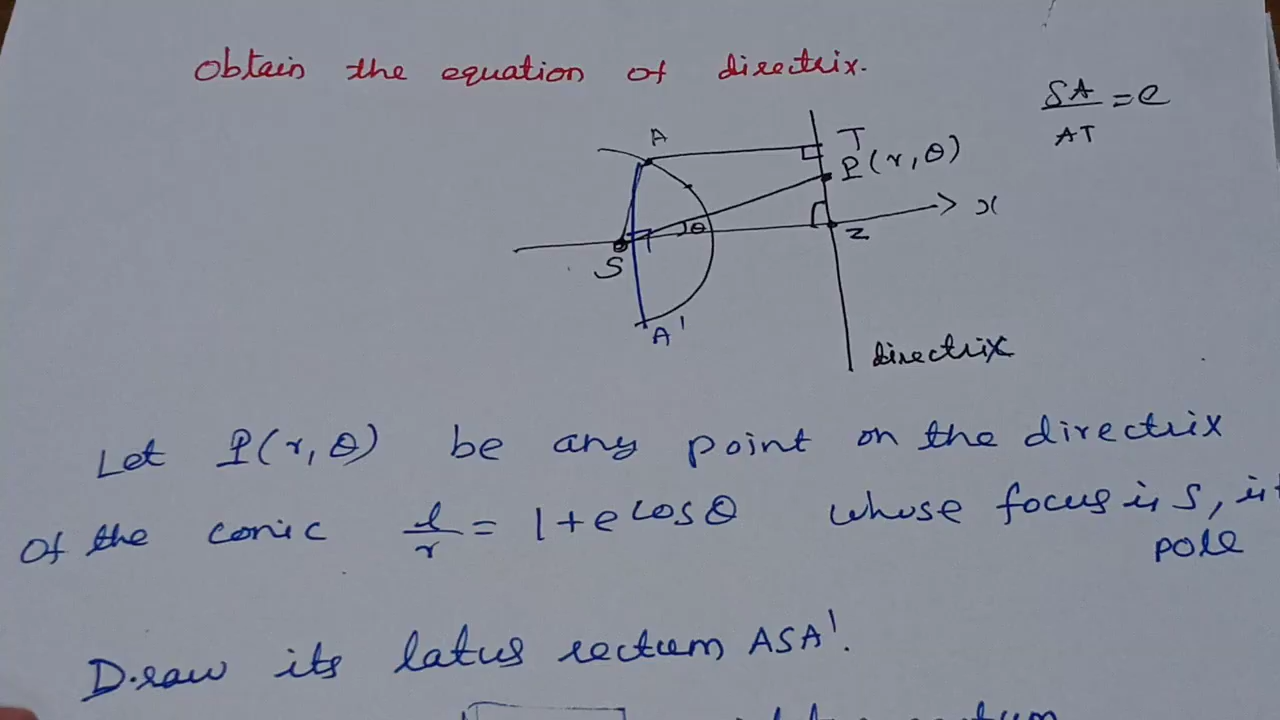 obtain the equation of directrix.
SA/AT = e
A
T
P(r, θ)
θ
x
Z
S
A'
directrix
Let P(r, θ) be any point on the directrix
of the conic l/r = 1 + e cosθ whose focus is S, is
pole
Draw its latus rectum ASA'.